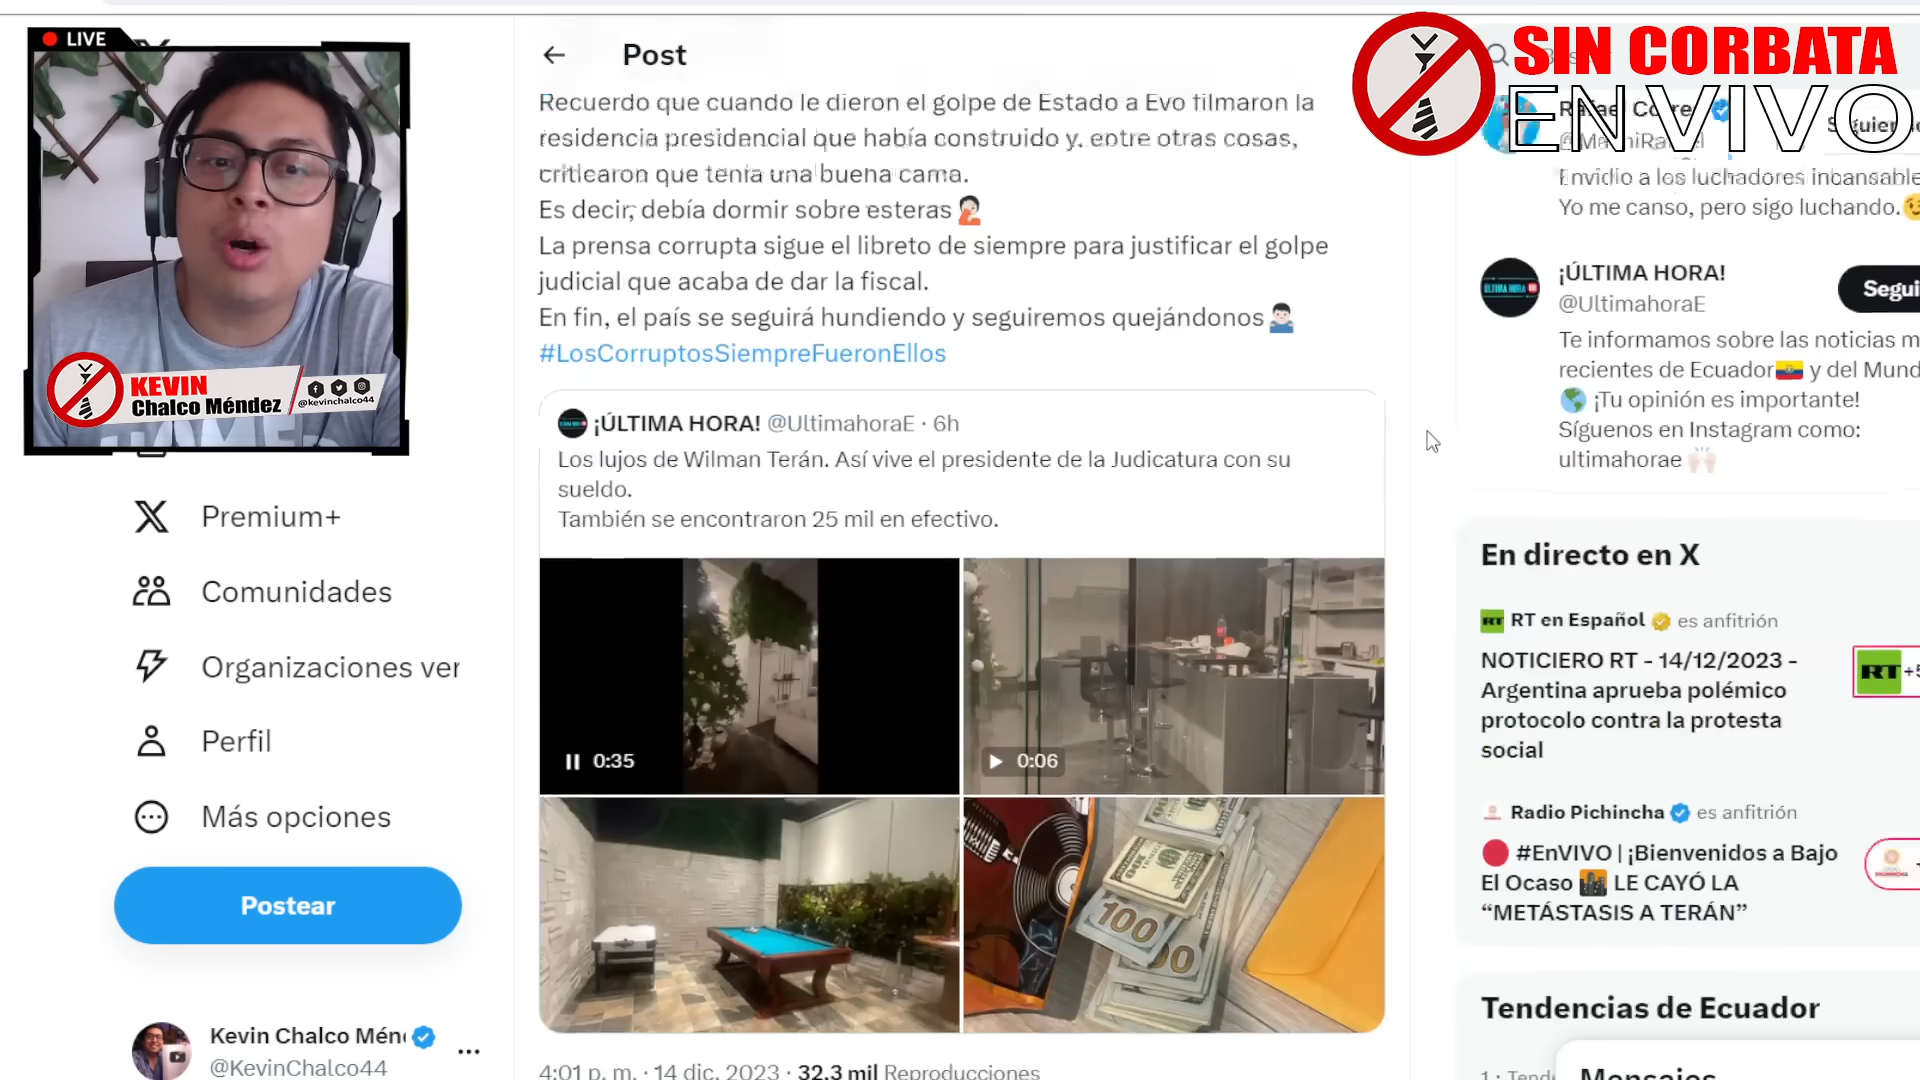 LIVE
KEVIN
Chalco Méndez
@kevinchalco44
Premium+
Comunidades
Organizaciones ver
Perfil
Más opciones
Postear
Kevin Chalco Mén
@KevinChalco44
Post
Recuerdo que cuando le dieron el golpe de Estado a Evo filmaron la
residencia presidencial que había construido y, entre otras cosas,
criticaron que tenía una buena cama.
Es decir, debía dormir sobre esteras
La prensa corrupta sigue el libreto de siempre para justificar el golpe
judicial que acaba de dar la fiscal.
En fin, el país se seguirá hundiendo y seguiremos quejándonos
#LosCorruptosSiempreFueronEllos
¡ÚLTIMA HORA! @UltimahoraE · 6h
Los lujos de Wilman Terán. Así vive el presidente de la Judicatura con su
sueldo.
También se encontraron 25 mil en efectivo.
0:35
0:06
100
4:01 p. m. · 14 dic. 2023 · 32,3 mil Reproducciones
SIN CORBATA
EN VIVO
Rafael Corre
Envidio a los luchadores incansable
Yo me canso, pero sigo luchando.
¡ÚLTIMA HORA!
@UltimahoraE
Segui
Te informamos sobre las noticias m
recientes de Ecuador y del Mund
¡Tu opinión es importante!
Síguenos en Instagram como:
ultimahorae
En directo en X
RT en Español es anfitrión
NOTICIERO RT - 14/12/2023 -
Argentina aprueba polémico
protocolo contra la protesta
social
RT
Radio Pichincha es anfitrión
#EnVIVO | ¡Bienvenidos a Bajo
El Ocaso LE CAYÓ LA
“METÁSTASIS A TERÁN”
Tendencias de Ecuador
Mensajes